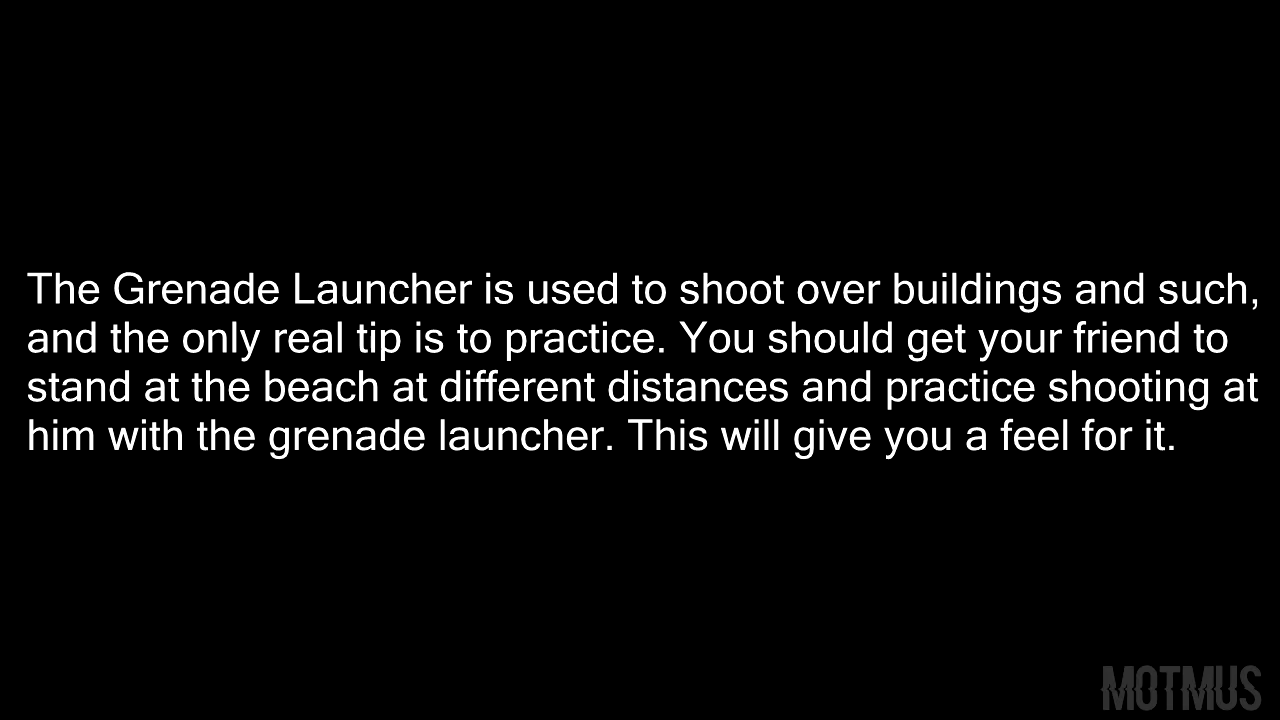 The Grenade Launcher is used to shoot over buildings and such,
and the only real tip is to practice. You should get your friend to
stand at the beach at different distances and practice shooting at
him with the grenade launcher. This will give you a feel for it.
MOTMUS